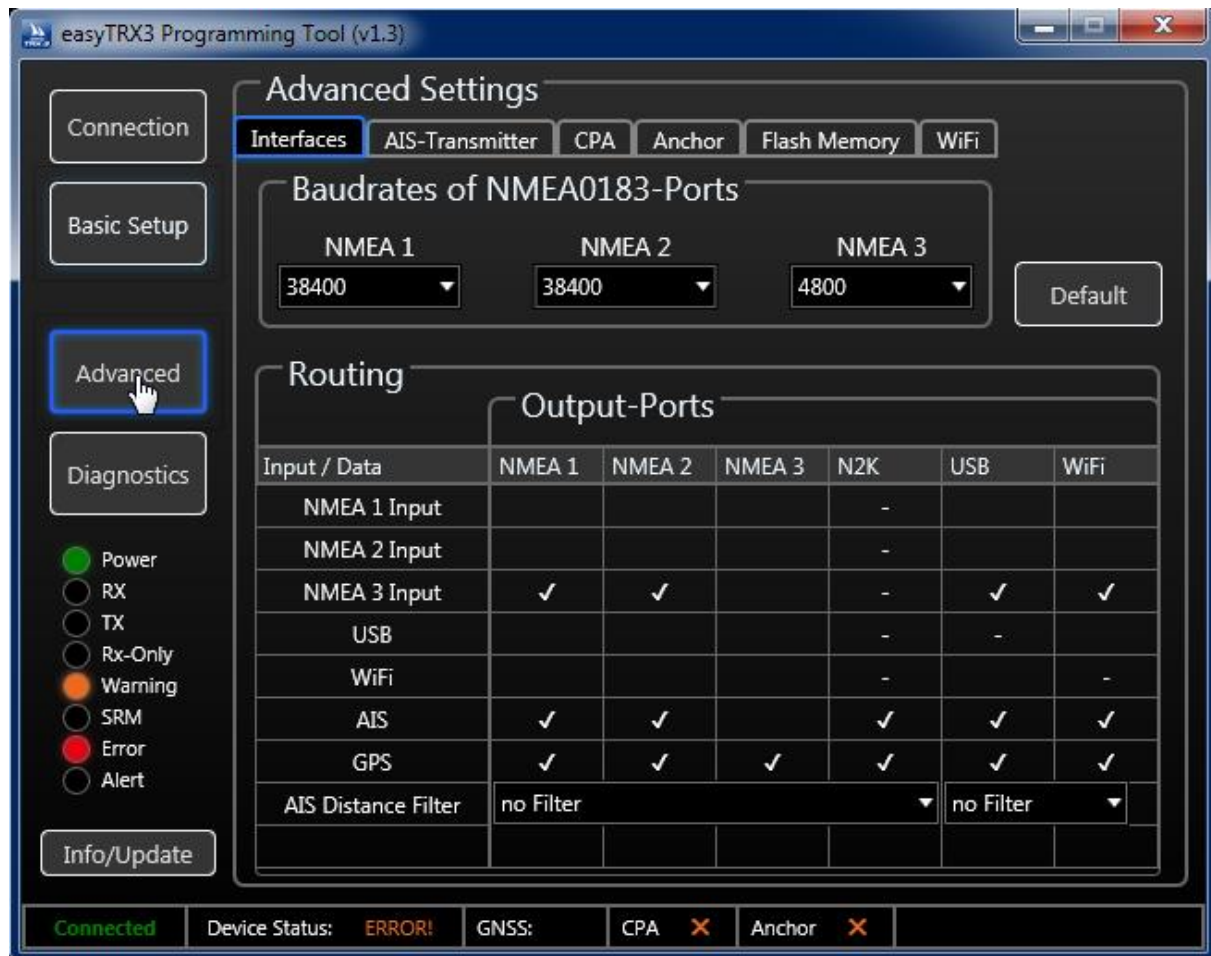 easyTRX3 Programming Tool (v1.3)
Connection
Basic Setup
Advanced
Diagnostics
Power
RX
TX
Rx-Only
Warning
SRM
Error
Alert
Info/Update
Advanced Settings
Interfaces AIS-Transmitter CPA Anchor Flash Memory WiFi
Baudrates of NMEA0183-Ports
NMEA 1 NMEA 2 NMEA 3
38400 38400 4800
Default
Routing
Output-Ports
Input / Data NMEA 1 NMEA 2 NMEA 3 N2K USB WiFi
NMEA 1 Input -
NMEA 2 Input -
NMEA 3 Input ✓ ✓ - ✓ ✓
USB - -
WiFi - -
AIS ✓ ✓ ✓ ✓ ✓
GPS ✓ ✓ ✓ ✓ ✓ ✓
AIS Distance Filter no Filter no Filter
Connected Device Status: ERROR! GNSS: CPA ✕ Anchor ✕